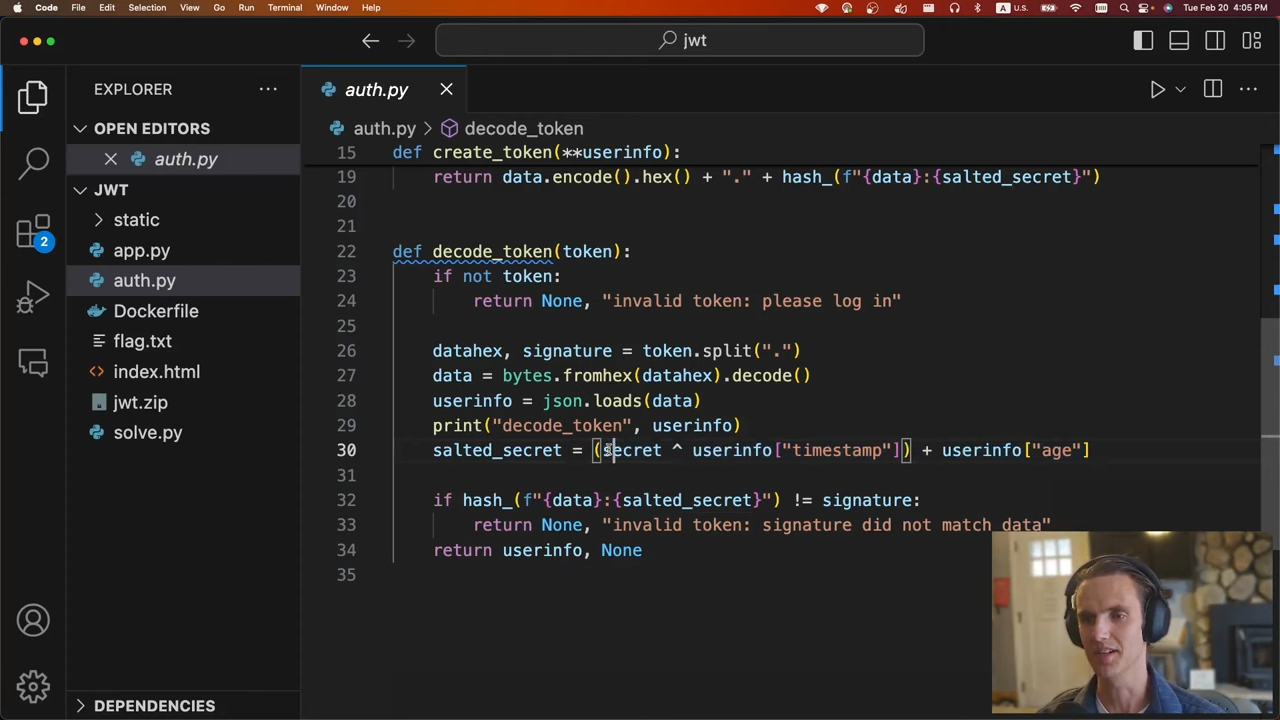 Code File Edit Selection View Go Run Terminal Window Help A U.S. Tue Feb 20 4:05 PM
jwt
EXPLORER
OPEN EDITORS
auth.py
JWT
static
app.py
auth.py
Dockerfile
flag.txt
index.html
jwt.zip
solve.py
DEPENDENCIES
2
auth.py
auth.py > decode_token
15 def create_token(**userinfo):
19 return data.encode().hex() + "." + hash_(f"{data}:{salted_secret}")
20
21
22 def decode_token(token):
23 if not token:
24 return None, "invalid token: please log in"
25
26 datahex, signature = token.split(".")
27 data = bytes.fromhex(datahex).decode()
28 userinfo = json.loads(data)
29 print("decode_token", userinfo)
30 salted_secret = (secret ^ userinfo["timestamp"]) + userinfo["age"]
31
32 if hash_(f"{data}:{salted_secret}") != signature:
33 return None, "invalid token: signature did not match data"
34 return userinfo, None
35